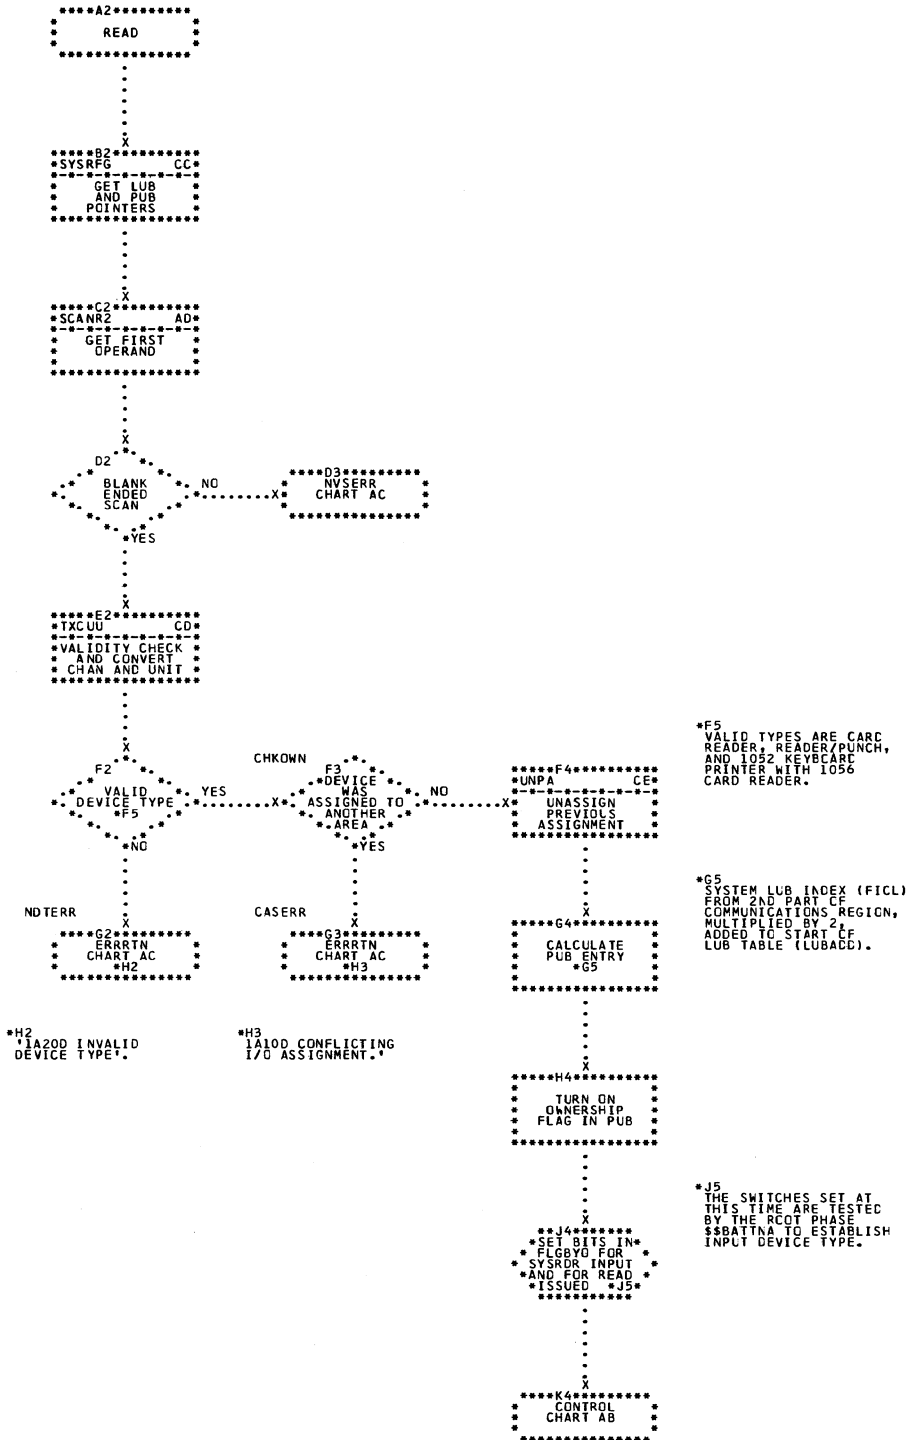 A2
READ
B2
SYSRFG CC
GET LUB
AND PUB
POINTERS
C2
SCANR2 AD
GET FIRST
OPERAND
D2
BLANK
ENDED
SCAN
NO
YES
D3
NVSERR
CHART AC
E2
TXCUU CD
VALIDITY CHECK
AND CONVERT
CHAN AND UNIT
F2
VALID
DEVICE TYPE
*F5
YES
NO
CHKOWN
F3
DEVICE
WAS
ASSIGNED TO
ANOTHER
AREA
NO
YES
F4
UNPA CE
UNASSIGN
PREVIOUS
ASSIGNMENT
*F5
VALID TYPES ARE CARD
READER, READER/PUNCH,
AND 1052 KEYBOARD
PRINTER WITH 1056
CARD READER.
NDTERR
G2
ERRRTN
CHART AC
*H2
CASERR
G3
ERRRTN
CHART AC
*H3
G4
CALCULATE
PUB ENTRY
*G5
*G5
SYSTEM LUB INDEX (FICL)
FROM 2ND PART OF
COMMUNICATIONS REGION,
MULTIPLIED BY 2,
ADDED TO START OF
LUB TABLE (LUBADD).
*H2
'1A20D INVALID
DEVICE TYPE'.
*H3
1A10D CONFLICTING
I/O ASSIGNMENT.'
H4
TURN ON
OWNERSHIP
FLAG IN PUB
J4
SET BITS IN
FLGBY0 FOR
SYSRDR INPUT
AND FOR READ
ISSUED *J5
*J5
THE SWITCHES SET AT
THIS TIME ARE TESTED
BY THE ROOT PHASE
$$BATTNA TO ESTABLISH
INPUT DEVICE TYPE.
K4
CONTROL
CHART AB